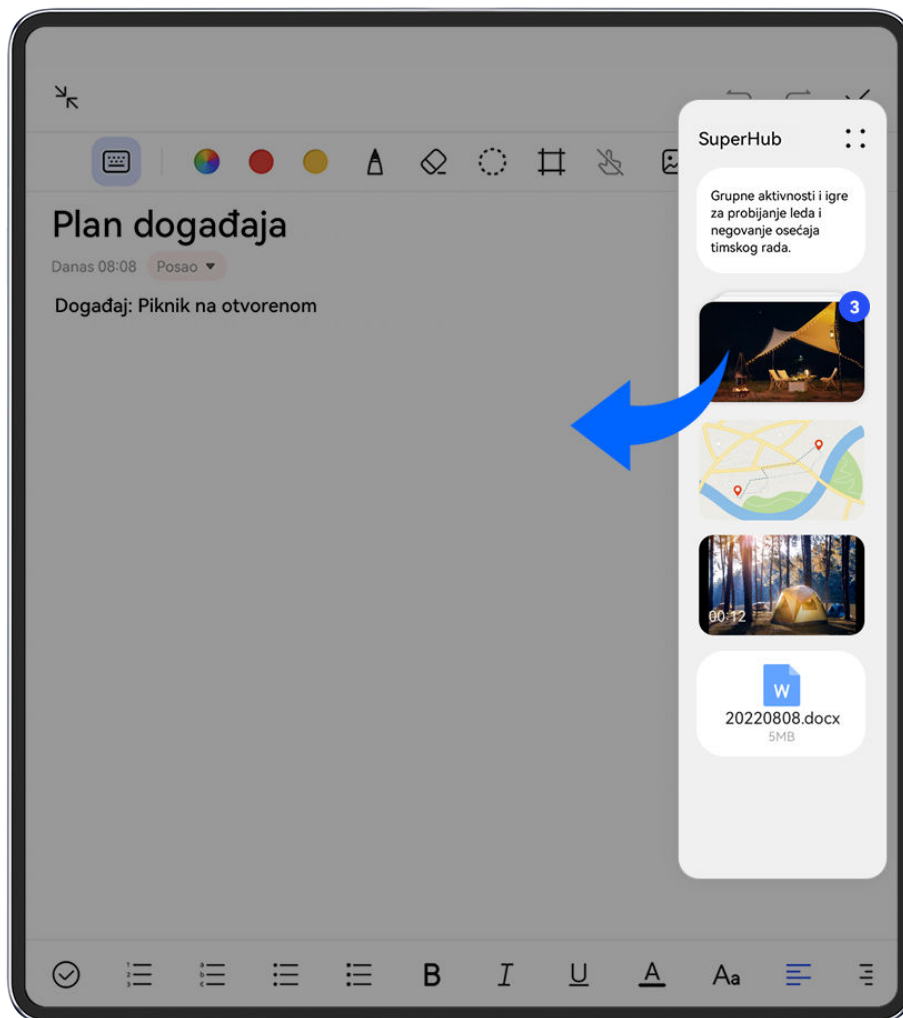 Plan događaja
Danas 08:08 Posao
Događaj: Piknik na otvorenom
SuperHub
Grupne aktivnosti i igre
za probijanje leda i
negovanje osećaja
timskog rada.
3
00:12
W
20220808.docx
5MB
B I U A Aa